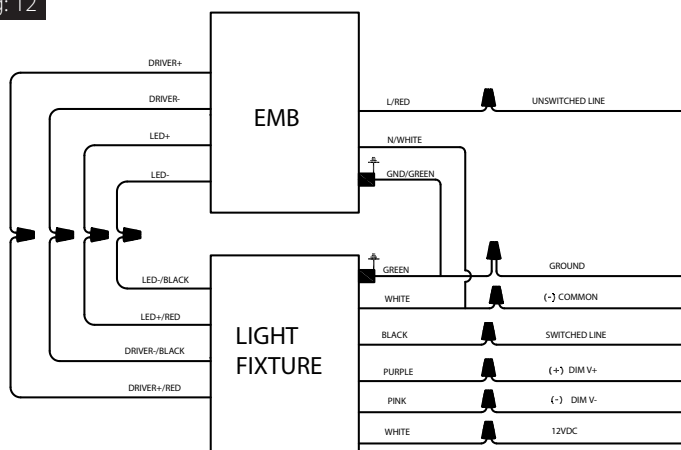 g: 12
DRIVER+
DRIVER-
LED+
LED-
EMB
L/RED
UNSWITCHED LINE
N/WHITE
GND/GREEN
GREEN
GROUND
LED-/BLACK
WHITE
(-) COMMON
LED+/RED
LIGHT
FIXTURE
BLACK
SWITCHED LINE
DRIVER-/BLACK
PURPLE
(+) DIM V+
DRIVER+/RED
PINK
(-) DIM V-
WHITE
12VDC